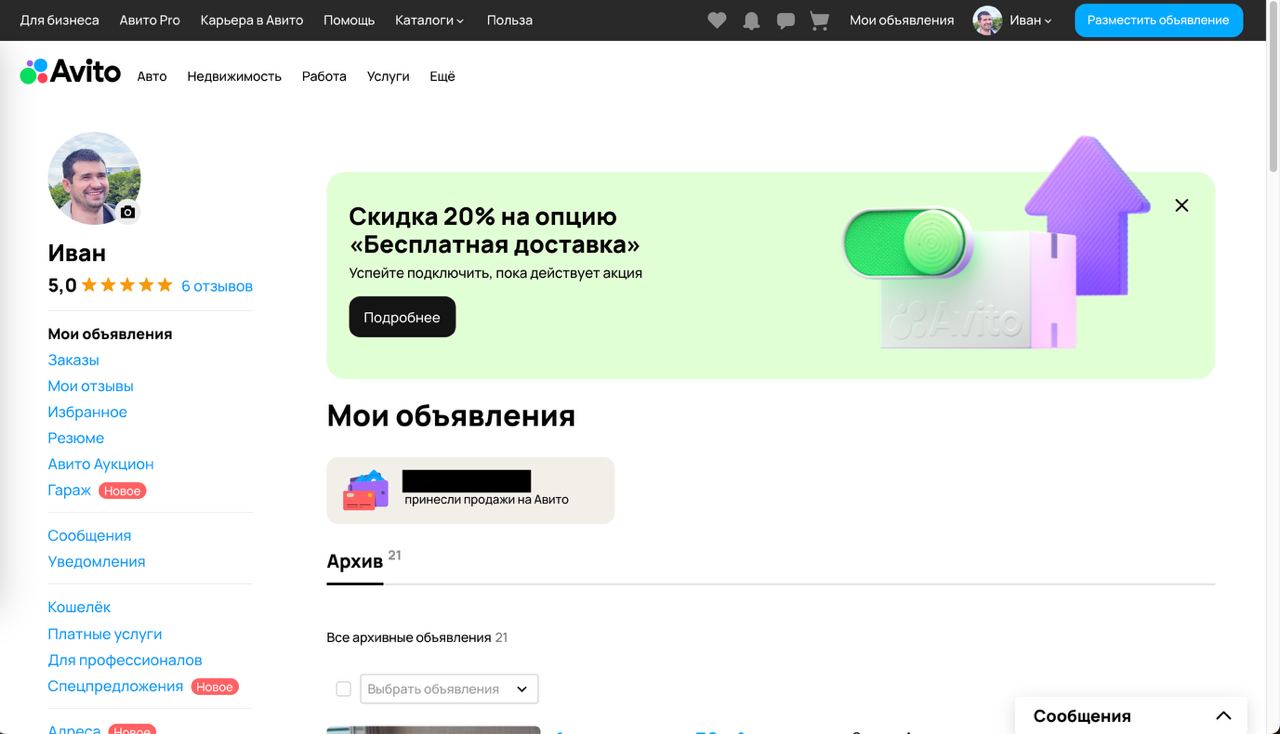 Для бизнеса Авито Pro Карьера в Авито Помощь Каталоги Польза Мои объявления Иван Разместить объявление
Avito Авто Недвижимость Работа Услуги Ещё
Иван
5,0 6 отзывов
Мои объявления
Заказы
Мои отзывы
Избранное
Резюме
Авито Аукцион
Гараж Новое
Сообщения
Уведомления
Кошелёк
Платные услуги
Для профессионалов
Спецпредложения Новое
Адреса Новое
Скидка 20% на опцию
«Бесплатная доставка»
Успейте подключить, пока действует акция
Подробнее
Avito
Мои объявления
принесли продажи на Авито
Архив 21
Все архивные объявления 21
Выбрать объявления
Сообщения